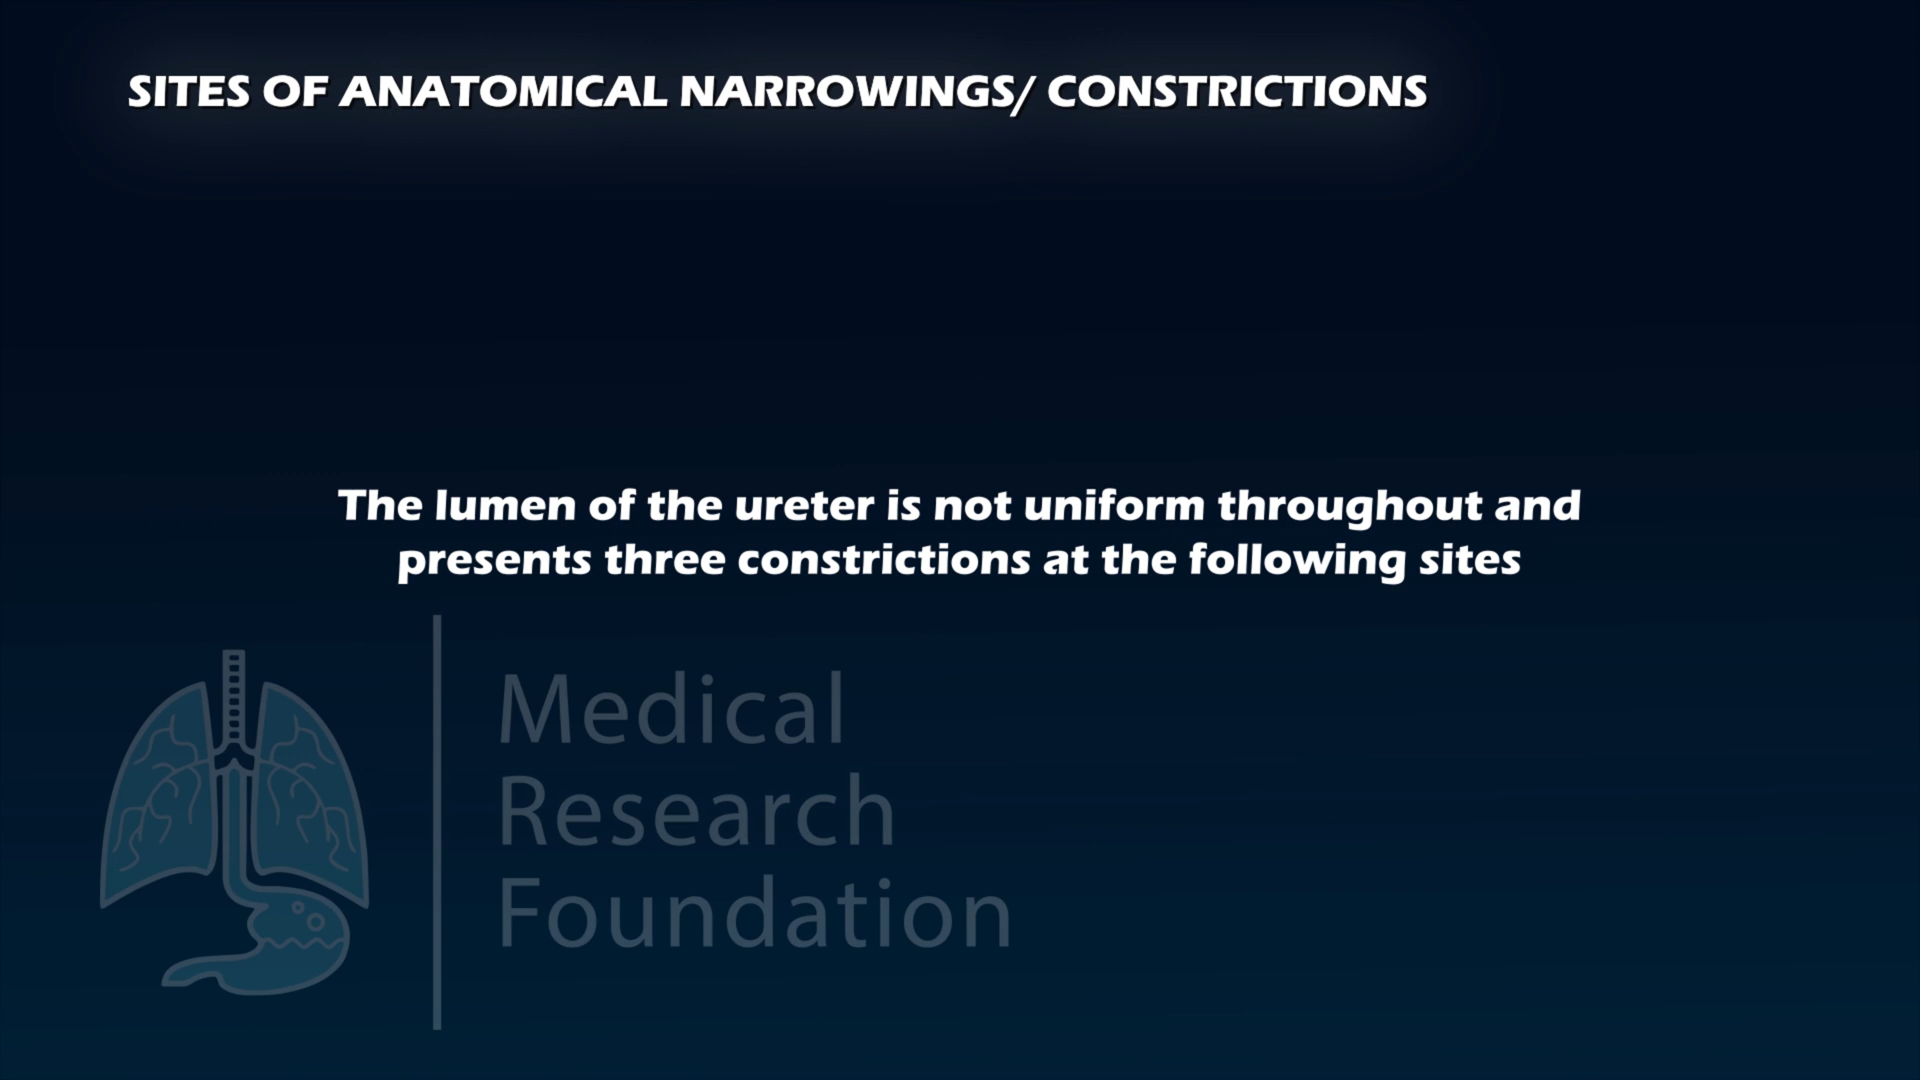 SITES OF ANATOMICAL NARROWINGS/ CONSTRICTIONS
The lumen of the ureter is not uniform throughout and
presents three constrictions at the following sites
Medical
Research
Foundation